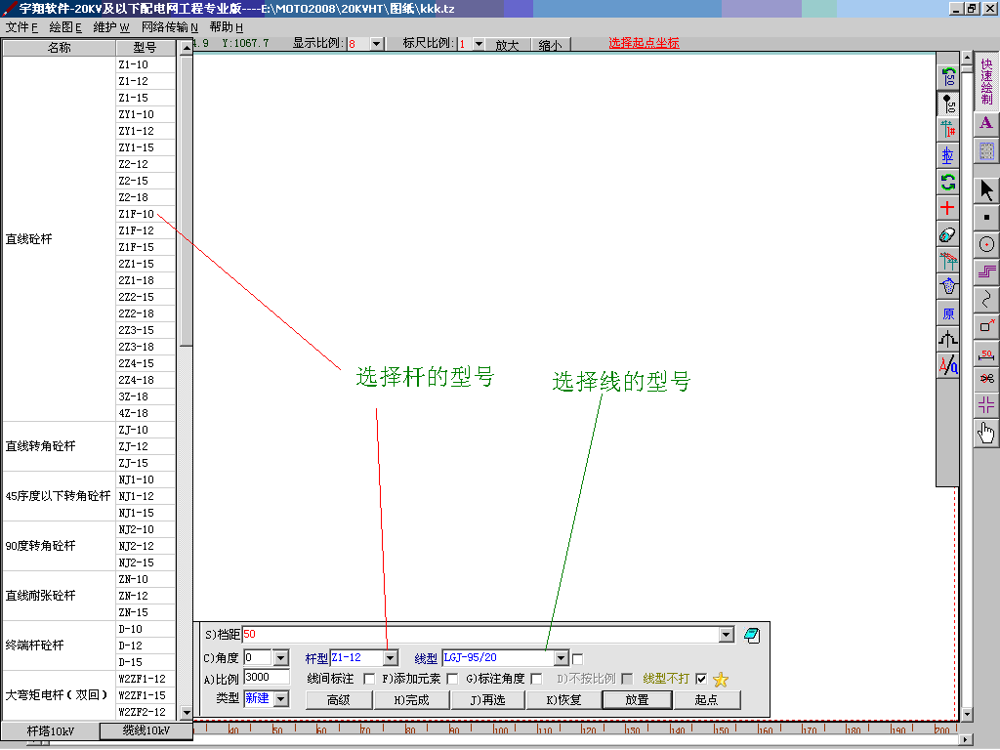 宇翔软件-20KV及以下配电网工程专业版----E:\MOTO2008\20KVHT\图纸\kkk.tz
文件F 绘图E 维护W 网络传输N 帮助H
名称 型号
4.9 Y:1067.7 显示比例: 8 标尺比例: 1 放大 缩小 选择起点坐标
Z1-10
Z1-12
Z1-15
ZY1-10
ZY1-12
ZY1-15
Z2-12
Z2-15
Z2-18
Z1F-10
Z1F-12
直线砼杆
Z1F-15
2Z1-15
2Z1-18
2Z2-15
2Z2-18
2Z3-15
2Z3-18
2Z4-15
2Z4-18
3Z-18
4Z-18
ZJ-10
直线转角砼杆 ZJ-12
ZJ-15
NJ1-10
45序度以下转角砼杆 NJ1-12
NJ1-15
NJ2-10
90度转角砼杆 NJ2-12
NJ2-15
ZN-10
直线耐张砼杆 ZN-12
ZN-15
D-10
终端杆砼杆 D-12
D-15
W2ZF1-12
大弯矩电杆(双回) W2ZF1-15
W2ZF2-12
杆塔10kV 缆线10kV
选择杆的型号 选择线的型号
S)档距 50
C)角度 0 杆型 Z1-12 线型 LGJ-95/20
A)比例 3000 线间标注 F)添加元素 G)标注角度 D)不按比例 线型不打
类型 新建 高级 H)完成 J)再选 K)恢复 放置 起点
40 50 60 70 80 90 100 110 120 130 140 150 160 170 180 190 200
50
50
拉
原
A/Q
快速绘制
A
50